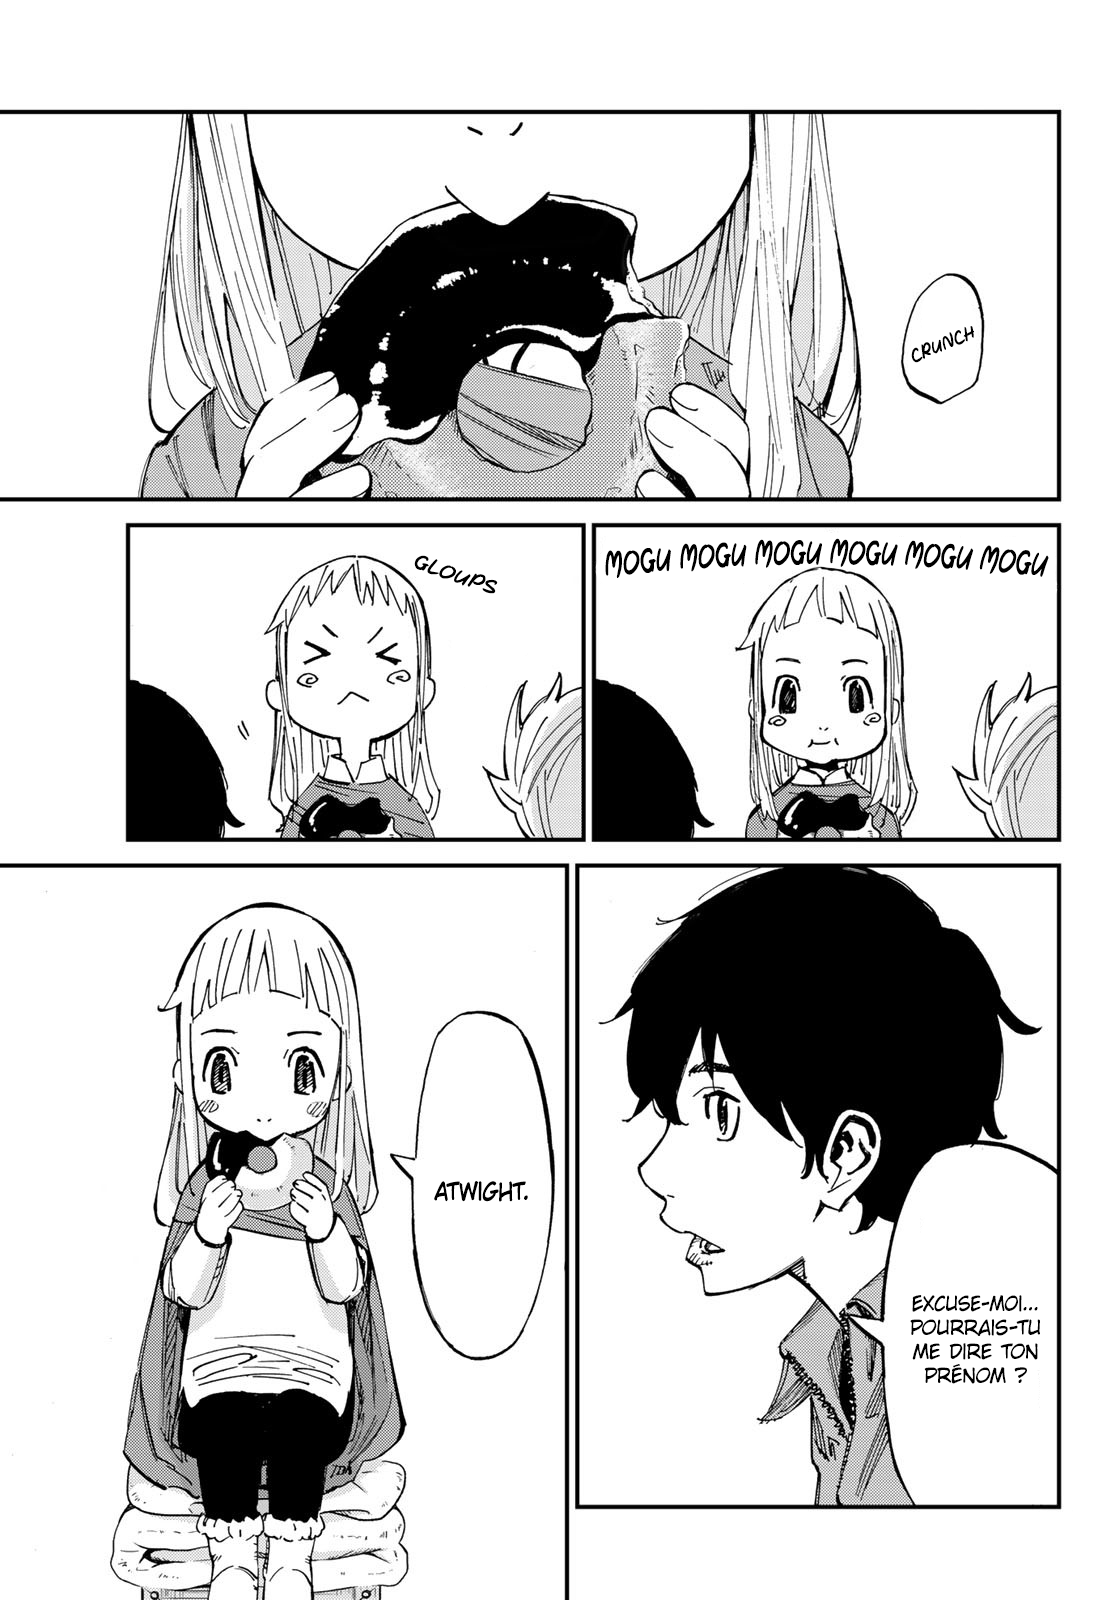 CRUNCH
MOGU MOGU MOGU MOGU MOGU MOGU
GLOUPS
EXCUSE-MOI...
POURRAIS-TU
ME DIRE TON
PRÉNOM ?
ATWIGHT.